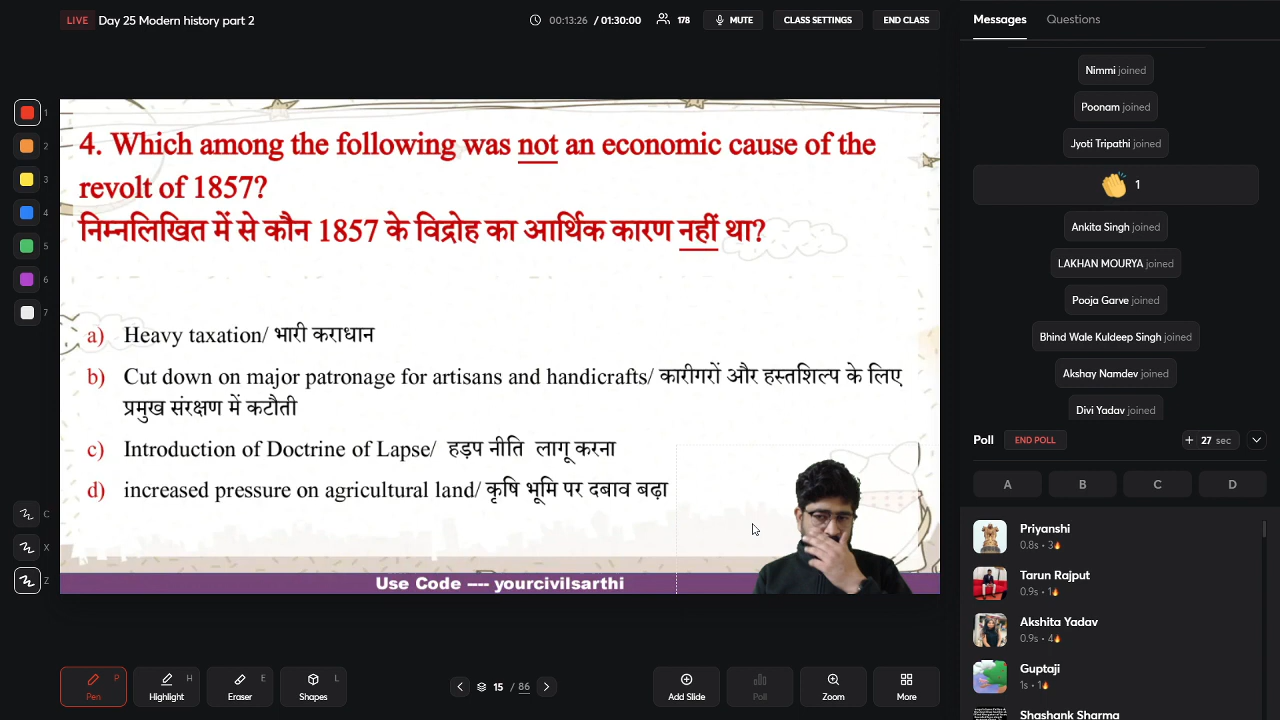 LIVE Day 25 Modern history part 2
00:13:26 / 01:30:00 178 MUTE CLASS SETTINGS END CLASS
1
2
3
4
5
6
7
C
X
Z
4. Which among the following was not an economic cause of the
revolt of 1857?
निम्नलिखित में से कौन 1857 के विद्रोह का आर्थिक कारण नहीं था?
a) Heavy taxation/ भारी कराधान
b) Cut down on major patronage for artisans and handicrafts/ कारीगरों और हस्तशिल्प के लिए
प्रमुख संरक्षण में कटौती
c) Introduction of Doctrine of Lapse/ हड़प नीति लागू करना
d) increased pressure on agricultural land/ कृषि भूमि पर दबाव बढ़ा
Use Code ---- yourcivilsarthi
Pen P
Highlight H
Eraser E
Shapes L
15 / 86
Add Slide
Poll
Zoom
More
Messages Questions
Nimmi joined
Poonam joined
Jyoti Tripathi joined
1
Ankita Singh joined
LAKHAN MOURYA joined
Pooja Garve joined
Bhind Wale Kuldeep Singh joined
Akshay Namdev joined
Divi Yadav joined
Poll END POLL + 27 sec
A B C D
Priyanshi
0.8s • 3🔥
Tarun Rajput
0.9s • 1🔥
Akshita Yadav
0.9s • 4🔥
Guptaji
1s • 1🔥
Shashank Sharma